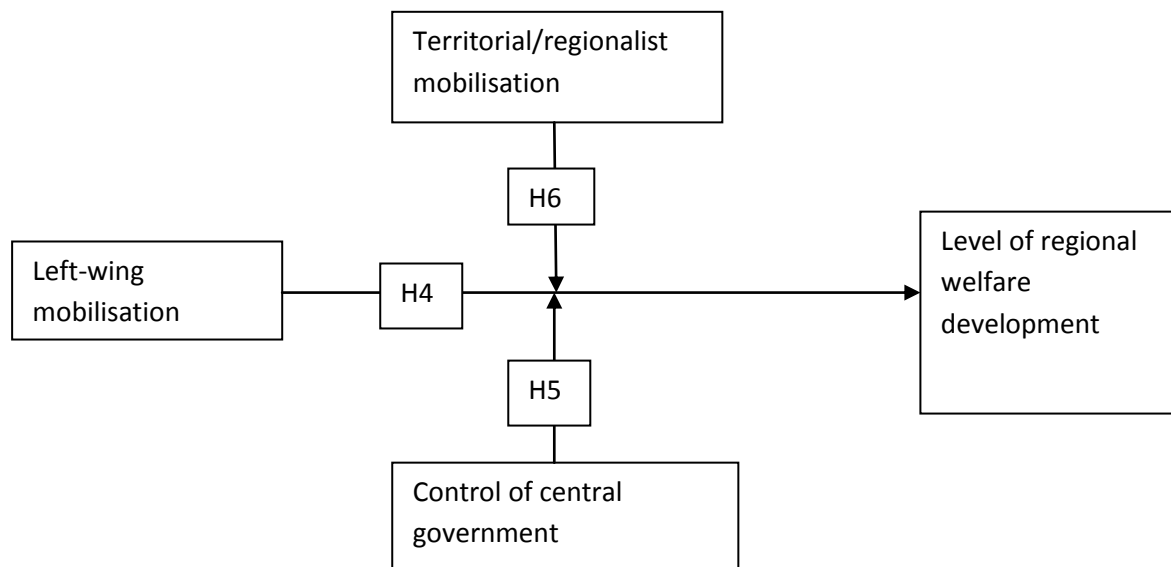 Territorial/regionalist
mobilisation
H6
Left-wing
mobilisation
H4
Level of regional
welfare
development
H5
Control of central
government